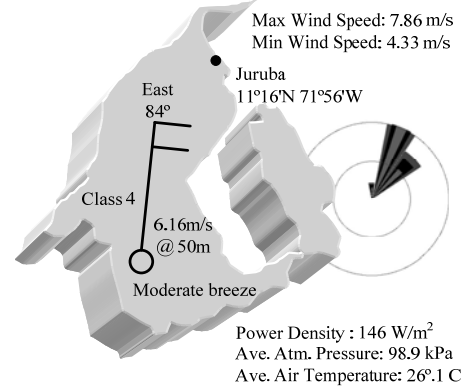 Max Wind Speed: 7.86 m/s
Min Wind Speed: 4.33 m/s
Juruba
11º16'N 71º56'W
East
84º
Class 4
6.16m/s
@ 50m
Moderate breeze
Power Density : 146 W/m²
Ave. Atm. Pressure: 98.9 kPa
Ave. Air Temperature: 26º.1 C